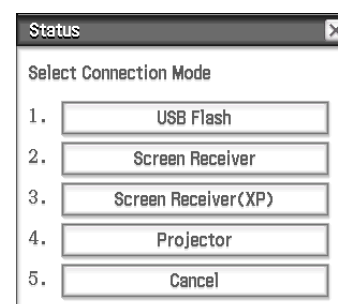 Status
Select Connection Mode
1. USB Flash
2. Screen Receiver
3. Screen Receiver(XP)
4. Projector
5. Cancel